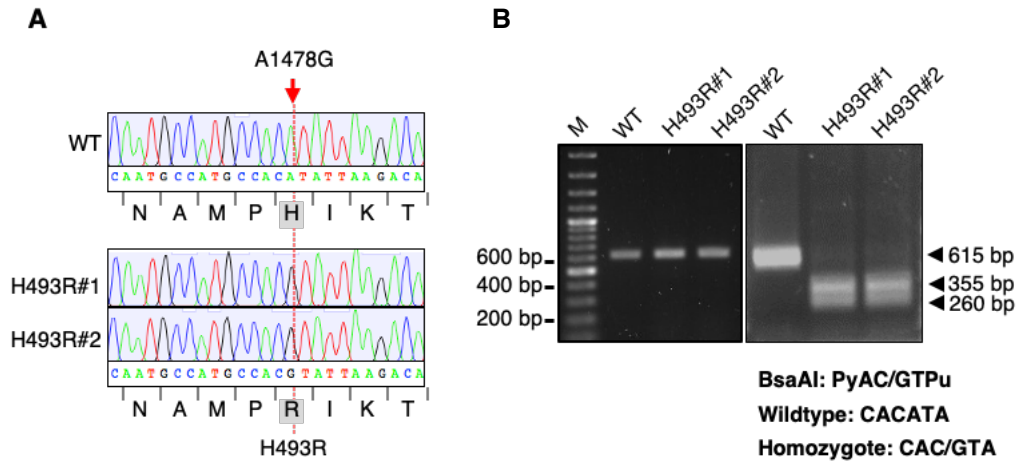 A
A1478G
WT
CAATGCCATGCCACATATTAAGACA
N A M P H I K T
H493R#1
H493R#2
CAATGCCATGCCACGTATTAAGACA
N A M P R I K T
H493R
B
M WT H493R#1 H493R#2 WT H493R#1 H493R#2
600 bp
400 bp
200 bp
615 bp
355 bp
260 bp
BsaAI: PyAC/GTPu
Wildtype: CACATA
Homozygote: CAC/GTA